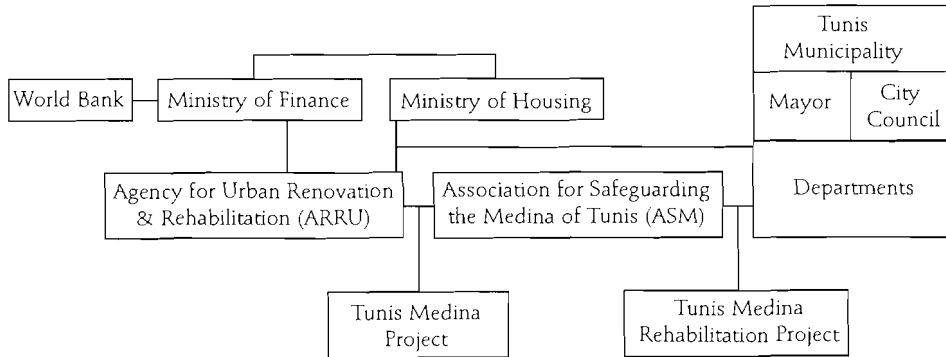 Tunis
Municipality
World Bank
Ministry of Finance
Ministry of Housing
Mayor
City
Council
Agency for Urban Renovation
& Rehabilitation (ARRU)
Association for Safeguarding
the Medina of Tunis (ASM)
Departments
Tunis Medina
Project
Tunis Medina
Rehabilitation Project